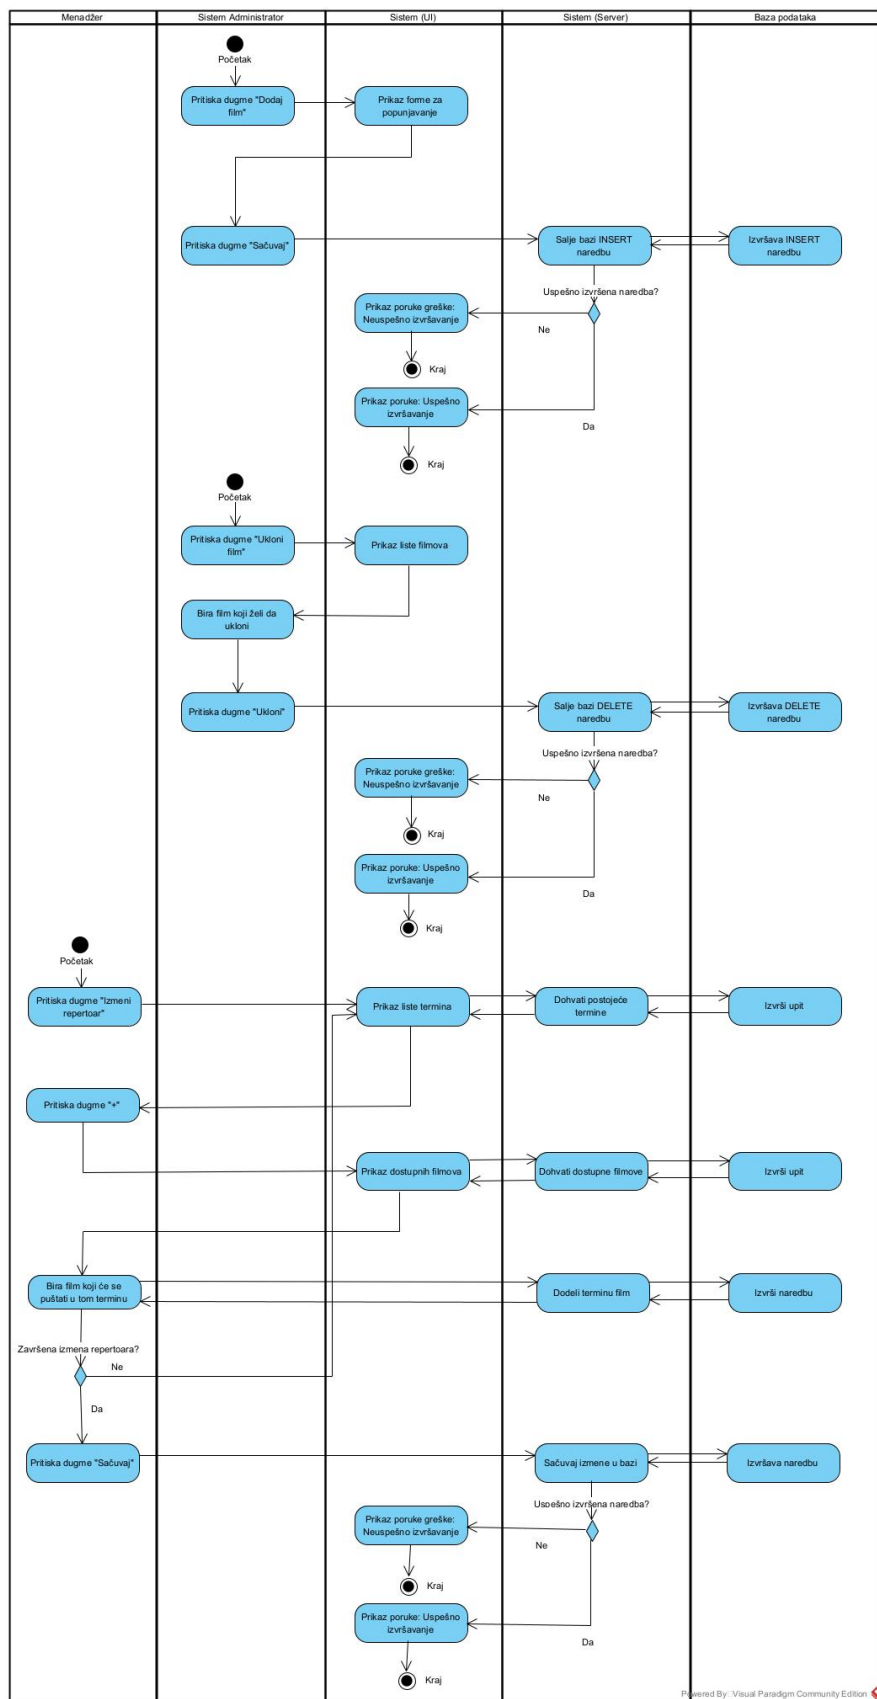 Menadžer
Sistem Administrator
Sistem (UI)
Sistem (Server)
Baza podataka
Početak
Pritiska dugme "Dodaj
film"
Prikaz forme za
popunjavanje
Pritiska dugme "Sačuvaj"
Salje bazi INSERT
naredbu
Izvršava INSERT
naredbu
Uspešno izvršena naredba?
Prikaz poruke greške:
Neuspešno izvršavanje
Ne
Kraj
Prikaz poruke: Uspešno
izvršavanje
Da
Kraj
Početak
Pritiska dugme "Ukloni
film"
Prikaz liste filmova
Bira film koji želi da
ukloni
Pritiska dugme "Ukloni"
Salje bazi DELETE
naredbu
Izvršava DELETE
naredbu
Uspešno izvršena naredba?
Prikaz poruke greške:
Neuspešno izvršavanje
Ne
Kraj
Prikaz poruke: Uspešno
izvršavanje
Da
Kraj
Početak
Pritiska dugme "Izmeni
repertoar"
Prikaz liste termina
Dohvati postojeće
termine
Izvrši upit
Pritiska dugme "+"
Prikaz dostupnih filmova
Dohvati dostupne filmove
Izvrši upit
Bira film koji će se
puštati u tom terminu
Dodeli terminu film
Izvrši naredbu
Završena izmena repertoara?
Ne
Da
Pritiska dugme "Sačuvaj"
Sačuvaj izmene u bazi
Izvršava naredbu
Uspešno izvršena naredba?
Prikaz poruke greške:
Neuspešno izvršavanje
Ne
Kraj
Prikaz poruke: Uspešno
izvršavanje
Da
Kraj
Powered By Visual Paradigm Community Edition